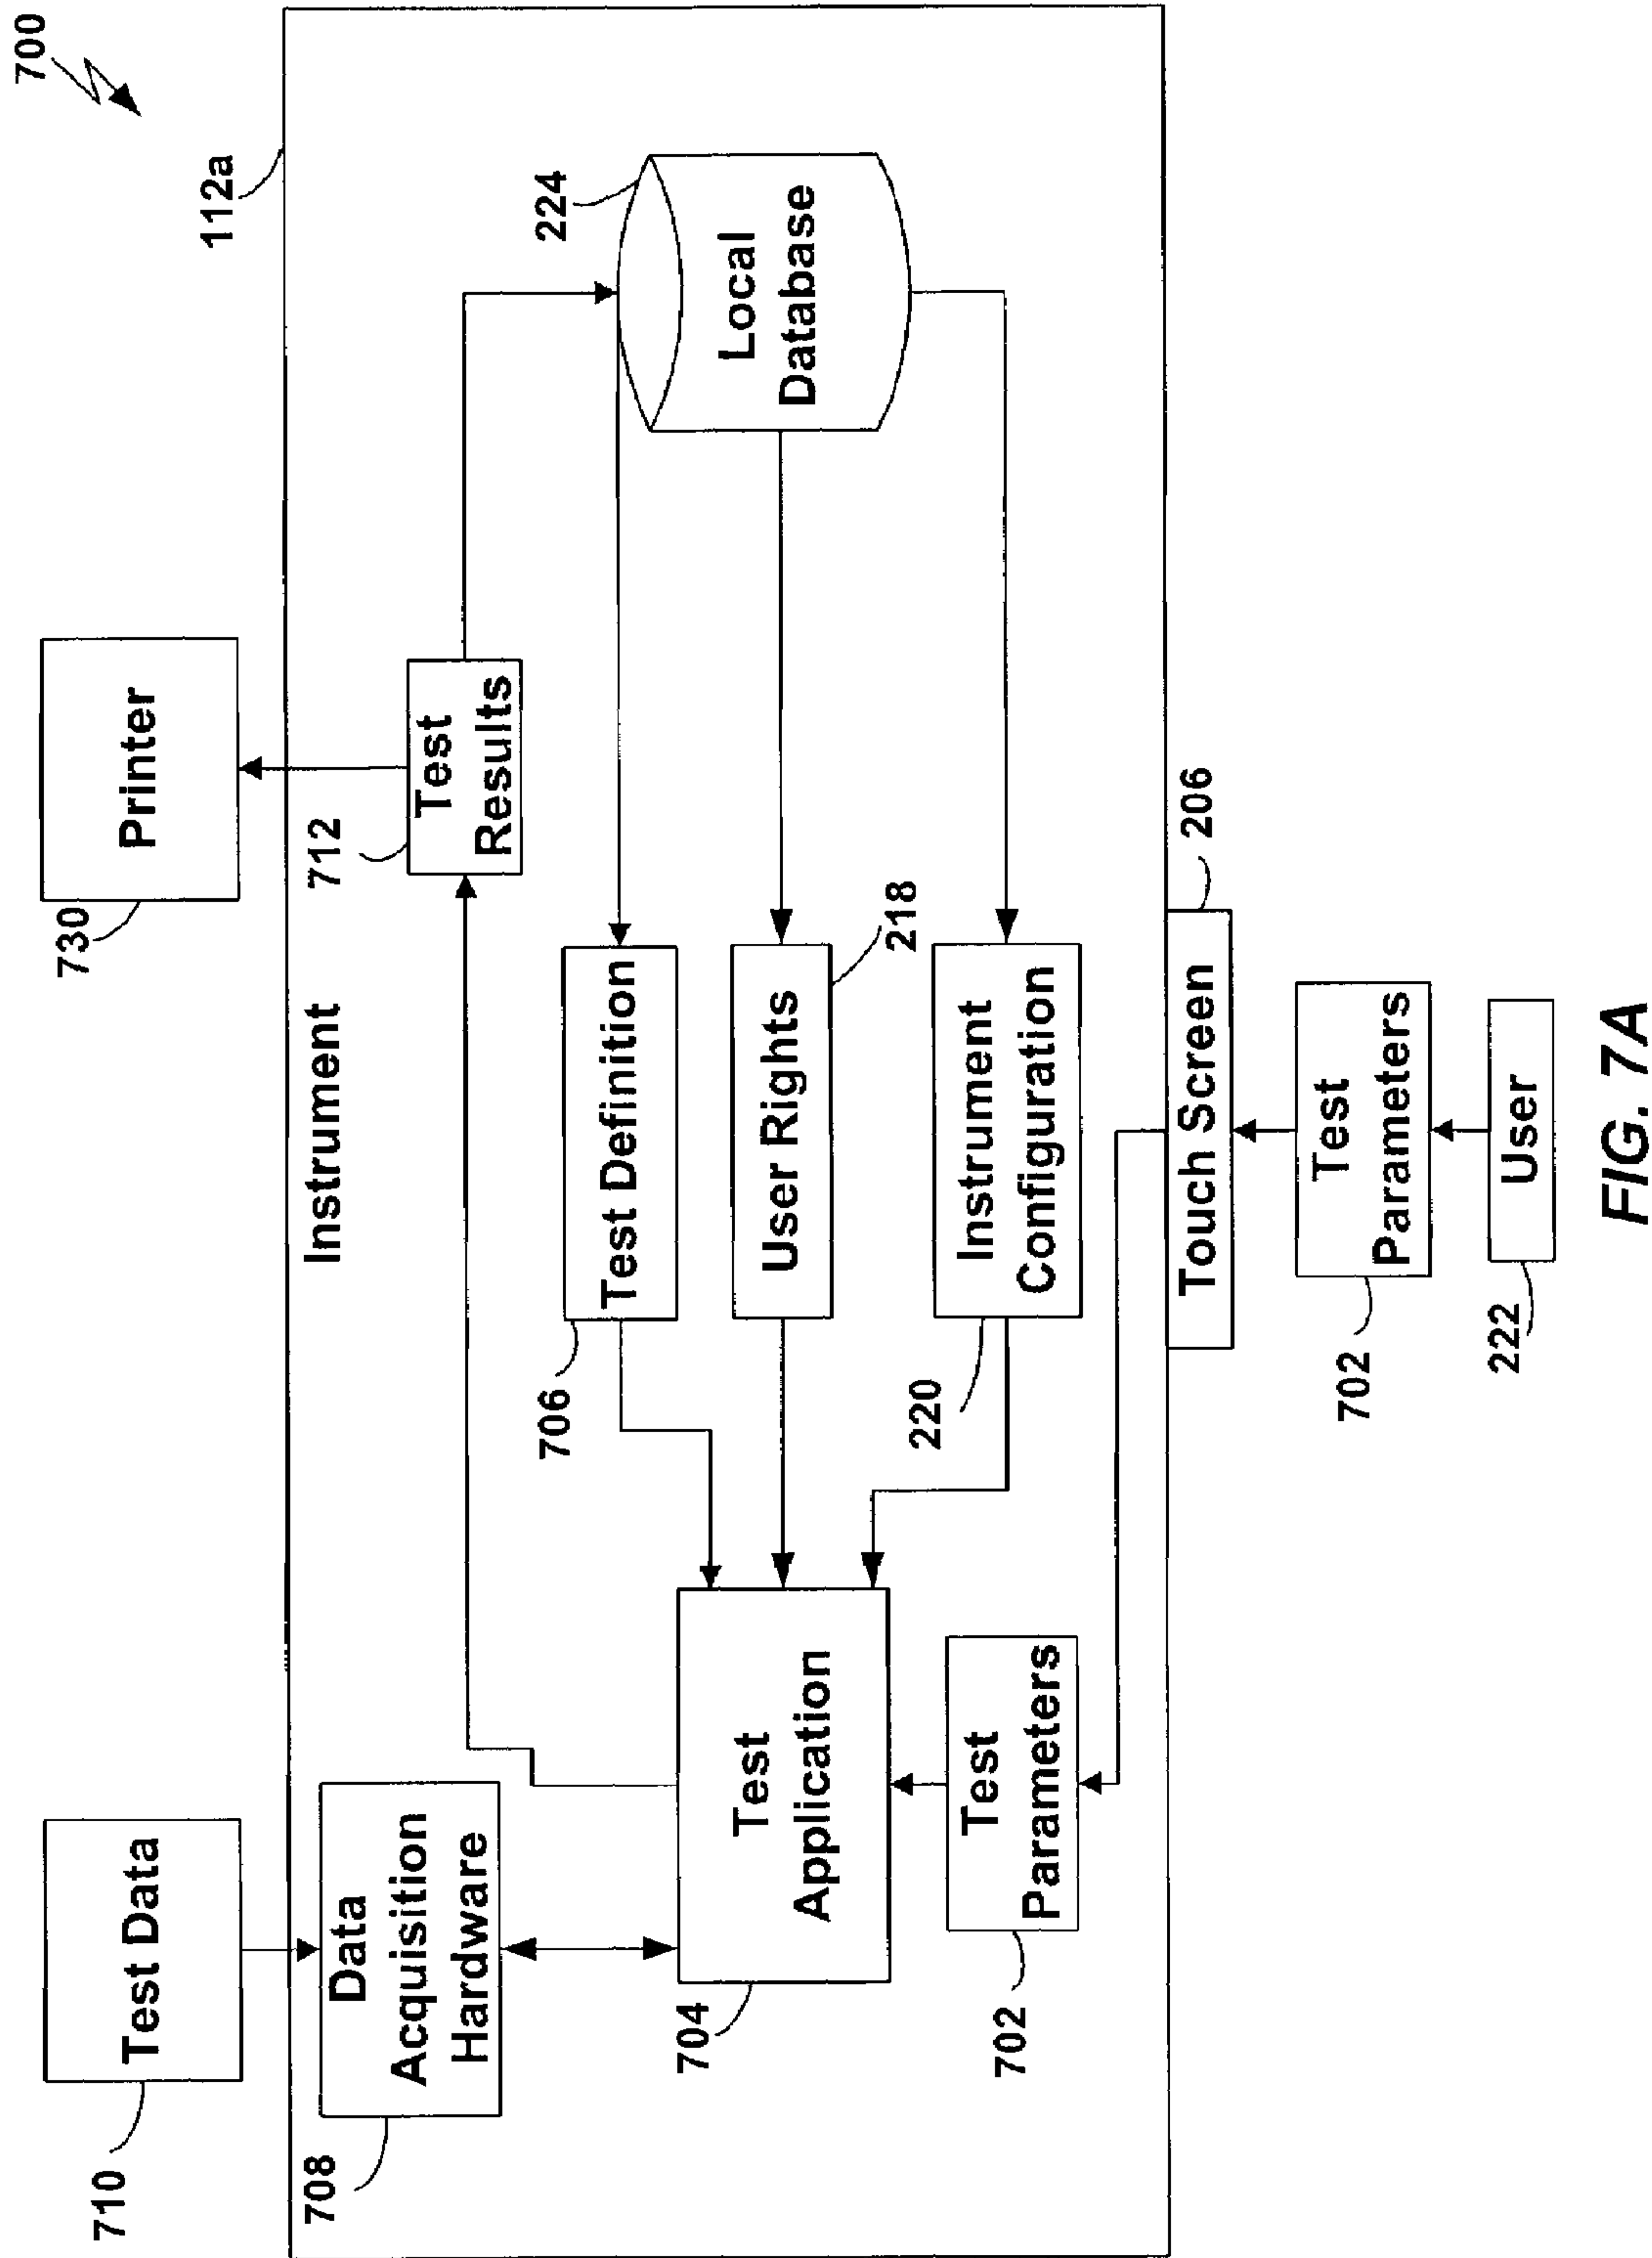 700
112a
710
Test Data
730
Printer
Instrument
708
Data
Acquisition
Hardware
712
Test
Results
224
Local
Database
706
Test Definition
218
User Rights
704
Test
Application
220
Instrument
Configuration
702
Test
Parameters
206
Touch Screen
702
Test
Parameters
222
User
FIG. 7A